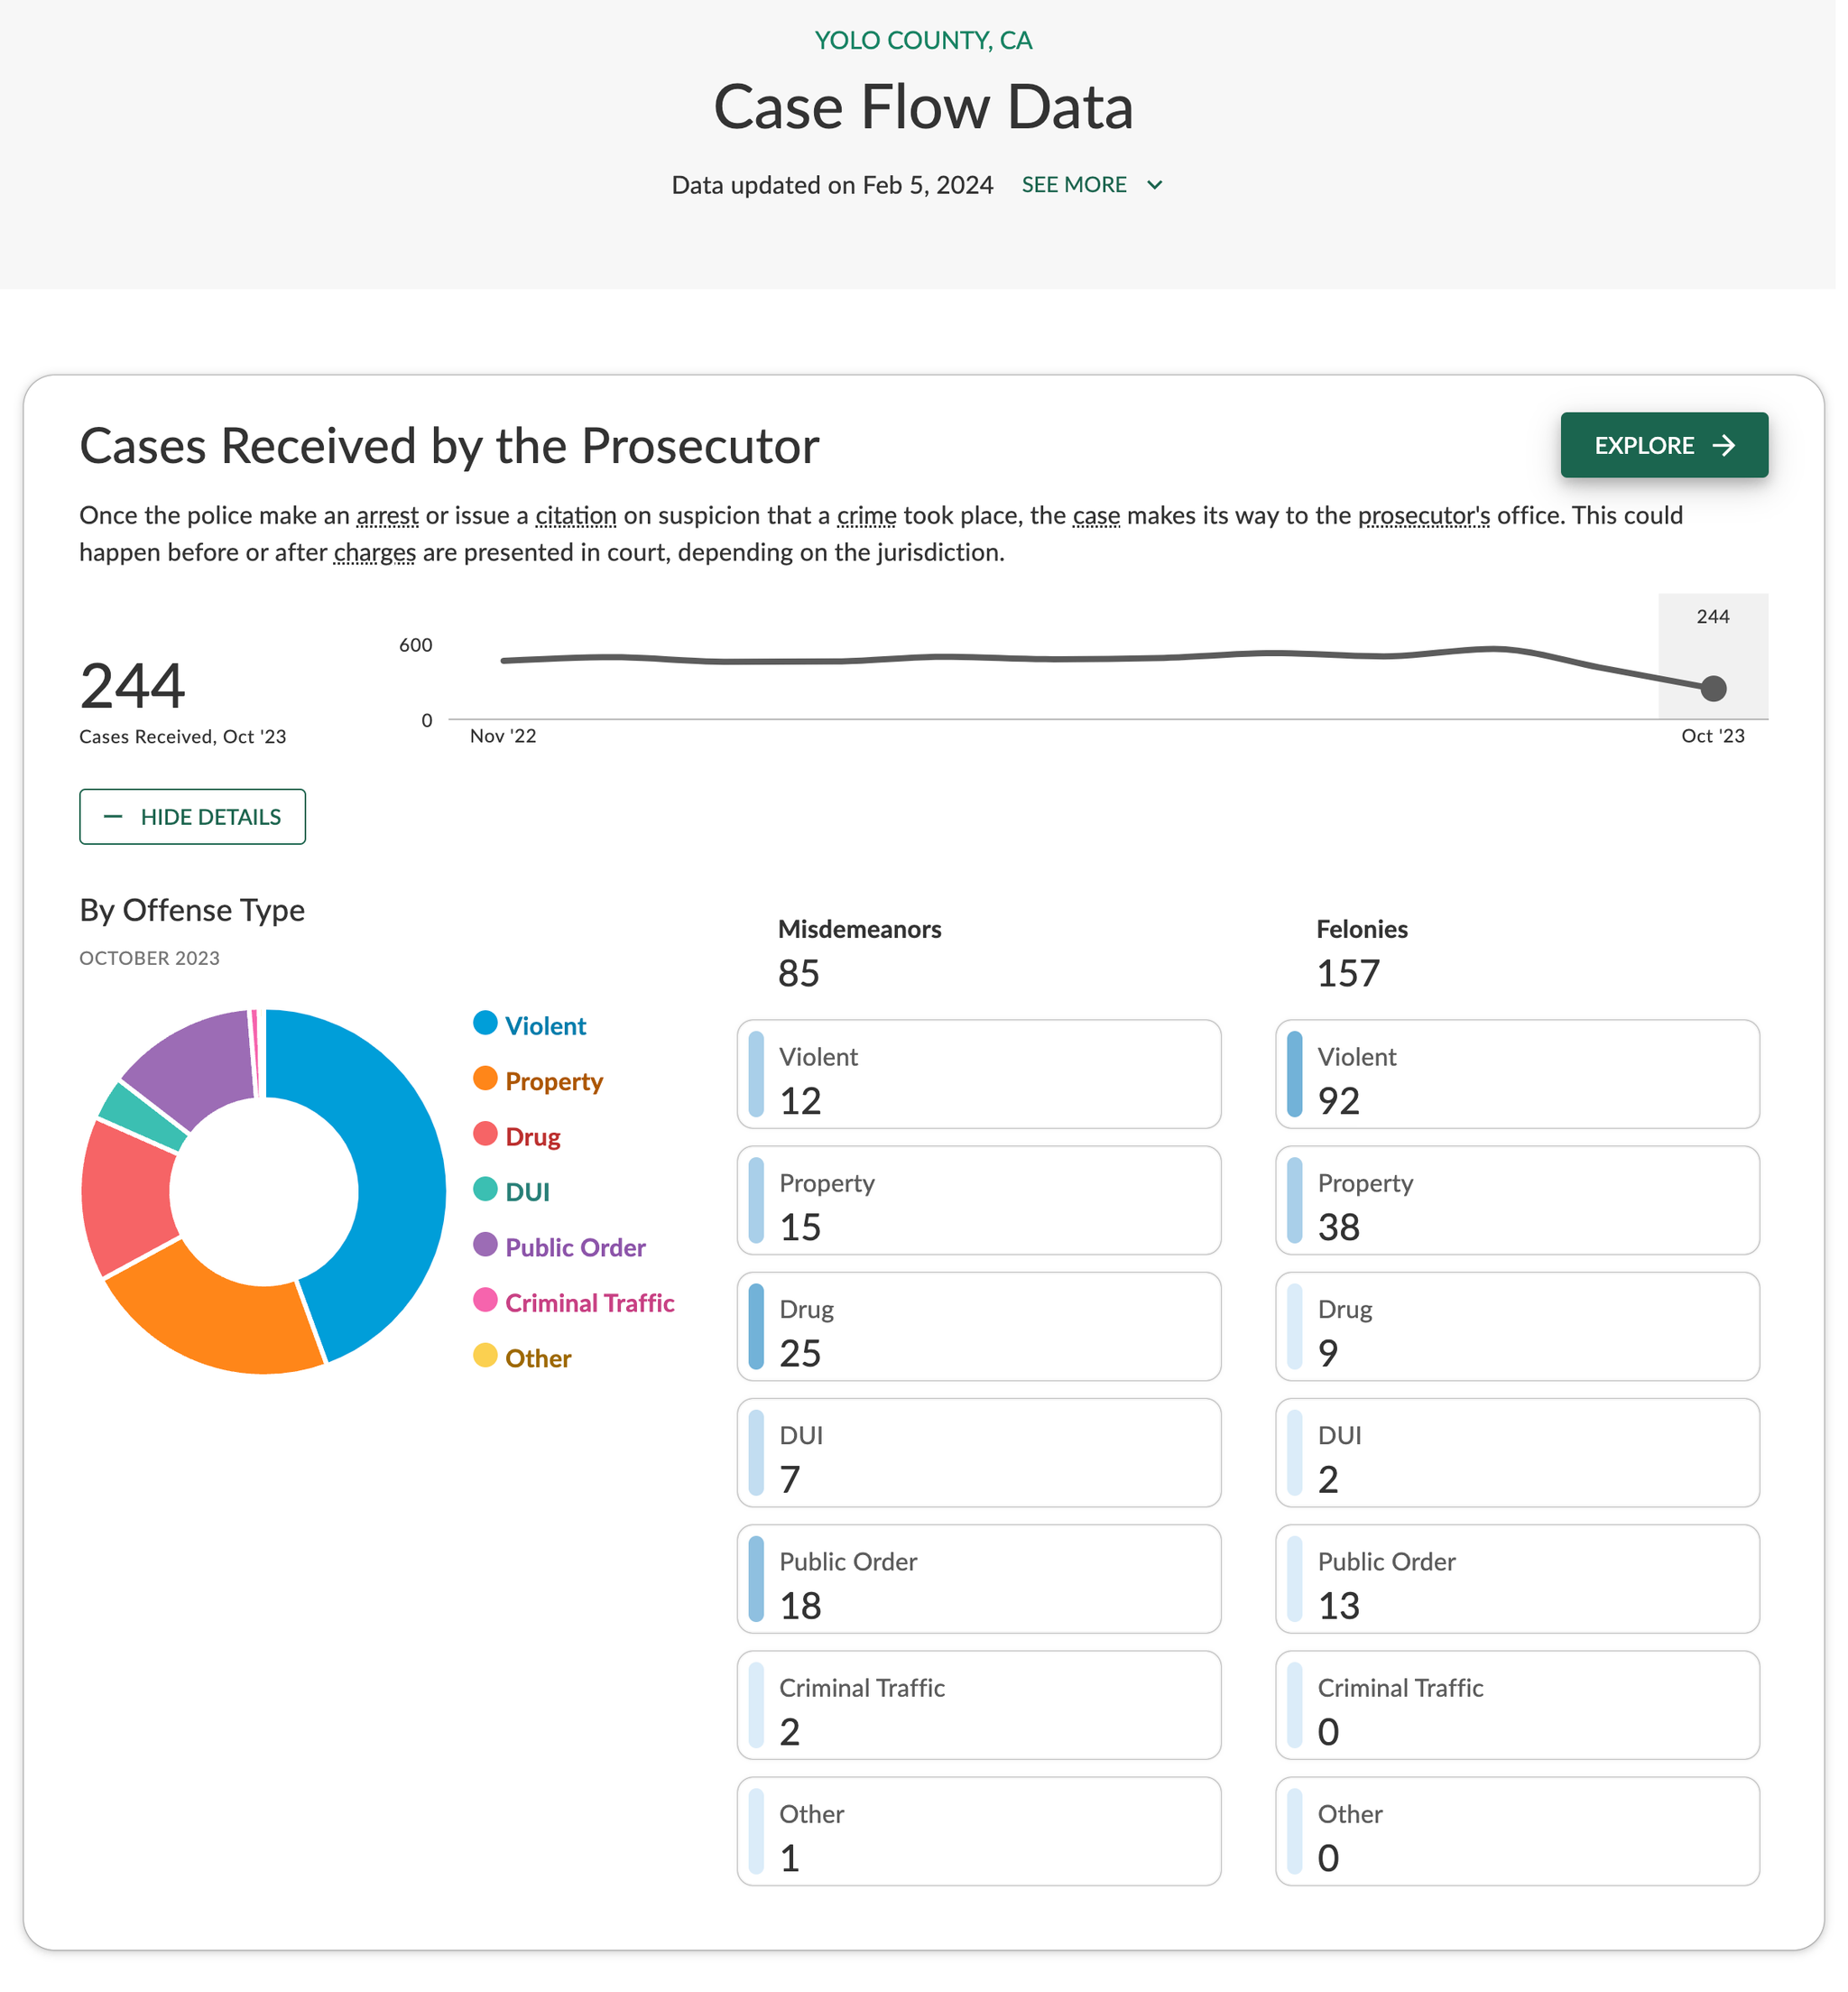 YOLO COUNTY, CA
Case Flow Data
Data updated on Feb 5, 2024 SEE MORE
Cases Received by the Prosecutor
EXPLORE
Once the police make an arrest or issue a citation on suspicion that a crime took place, the case makes its way to the prosecutor's office. This could
happen before or after charges are presented in court, depending on the jurisdiction.
244
Cases Received, Oct '23
600
0
244
Nov '22
Oct '23
HIDE DETAILS
By Offense Type
OCTOBER 2023
Violent
Property
Drug
DUI
Public Order
Criminal Traffic
Other
Misdemeanors
85
Violent
12
Property
15
Drug
25
DUI
7
Public Order
18
Criminal Traffic
2
Other
1
Felonies
157
Violent
92
Property
38
Drug
9
DUI
2
Public Order
13
Criminal Traffic
0
Other
0